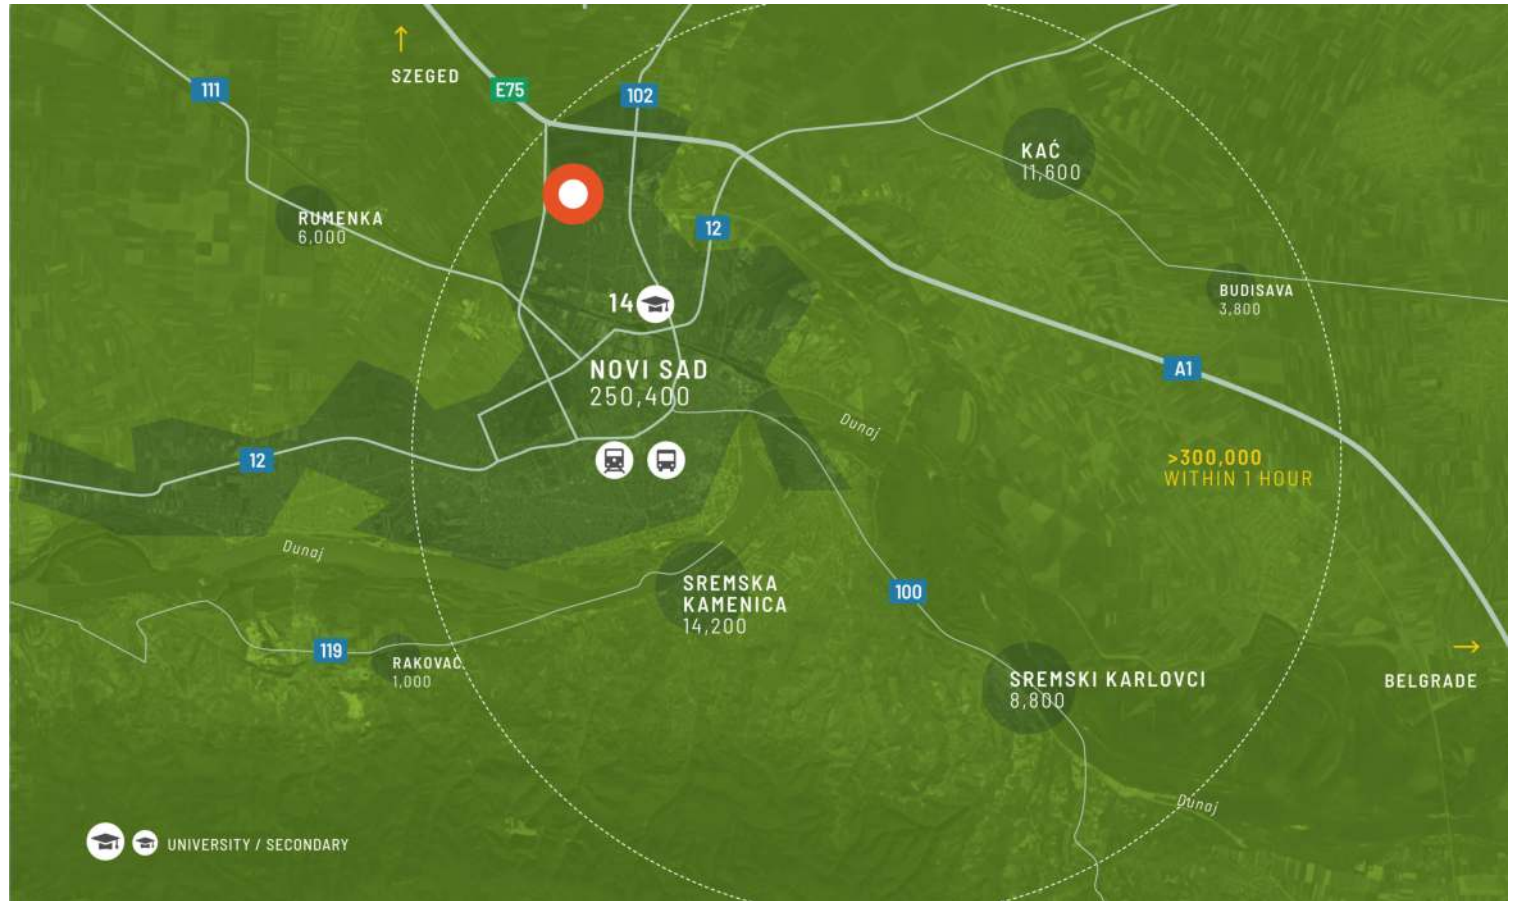 SZEGED
111
E75
102
KAĆ
11,600
RUMENKA
6,000
12
BUDISAVA
3,800
14
NOVI SAD
250,400
A1
Dunaj
12
>300,000
WITHIN 1 HOUR
Dunaj
SREMSKA
KAMENICA
14,200
100
119
RAKOVAC
1,000
SREMSKI KARLOVCI
8,800
BELGRADE
Dunaj
UNIVERSITY / SECONDARY